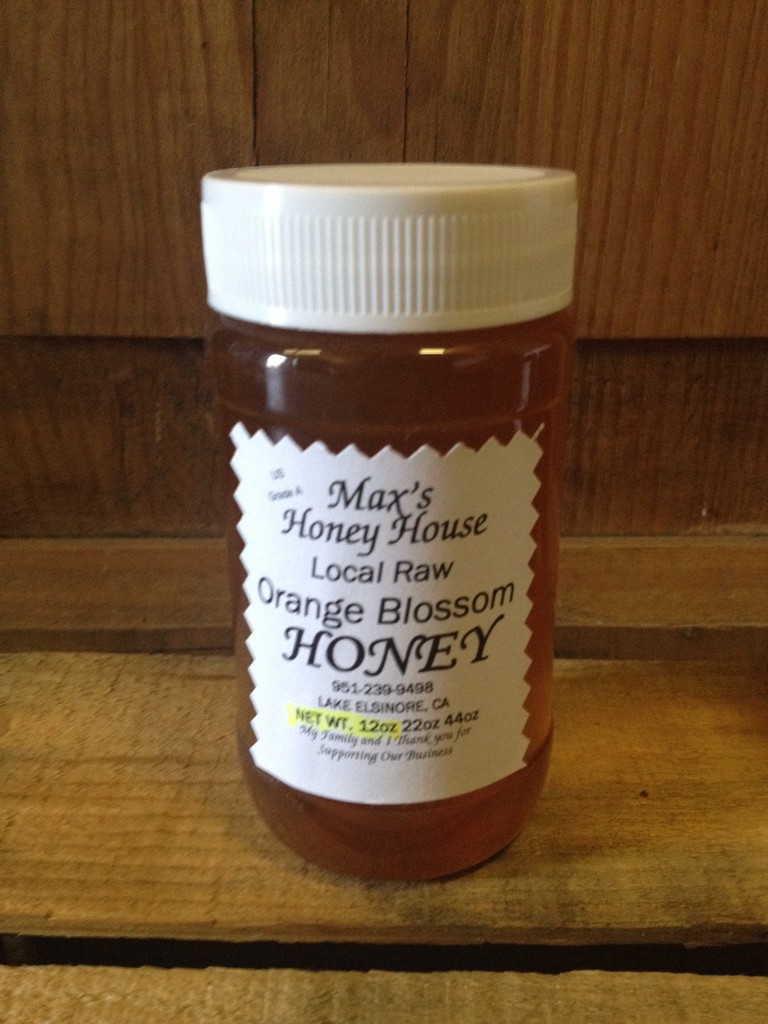 US
Grade A
Max's
Honey House
Local Raw
Orange Blossom
HONEY
951-239-9498
LAKE ELSINORE, CA
NET WT. 12oz 22oz 44oz
My Family and I Thank you for
Supporting Our Business